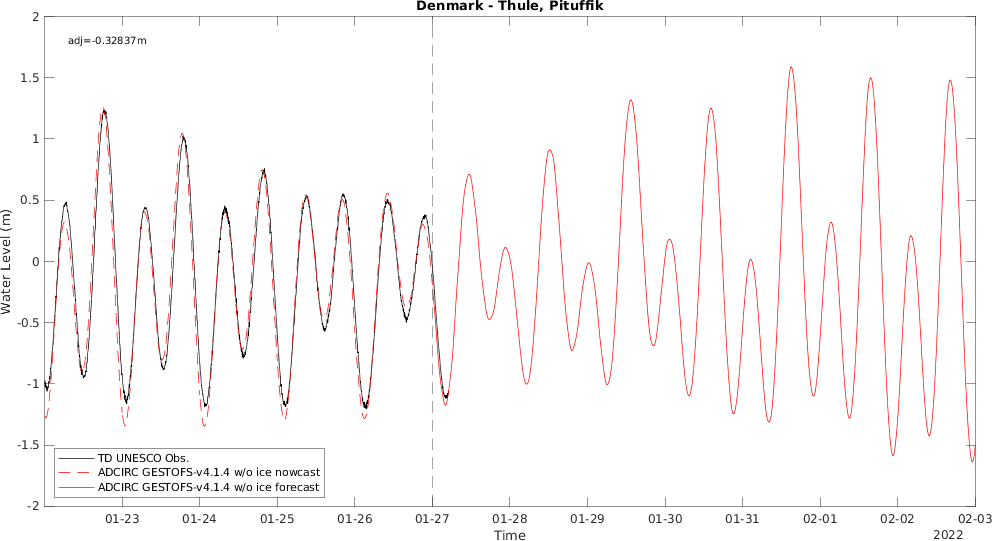 Denmark - Thule, Pituffik
adj=-0.32837m
2
1.5
1
0.5
0
-0.5
-1
-1.5
-2
Water Level (m)
TD UNESCO Obs.
ADCIRC GESTOFS-v4.1.4 w/o ice nowcast
ADCIRC GESTOFS-v4.1.4 w/o ice forecast
01-23 01-24 01-25 01-26 01-27 01-28 01-29 01-30 01-31 02-01 02-02 02-03
Time
2022